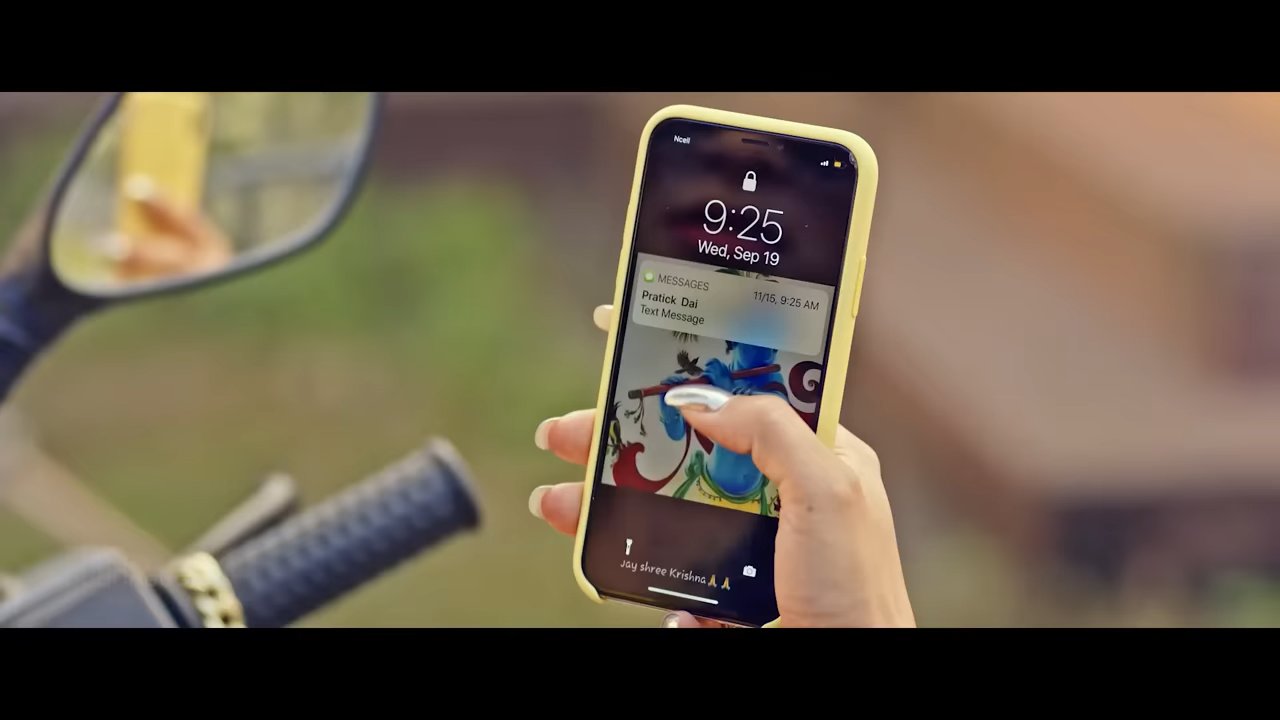 Ncell
9:25
Wed, Sep 19
MESSAGES
11/15, 9:25 AM
Pratick Dai
Text Message
Jay shree Krishna🙏🙏